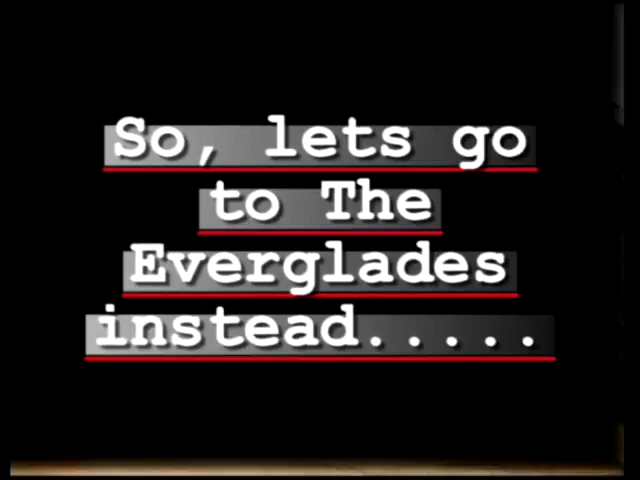 So, lets go
to The
Everglades
instead.....